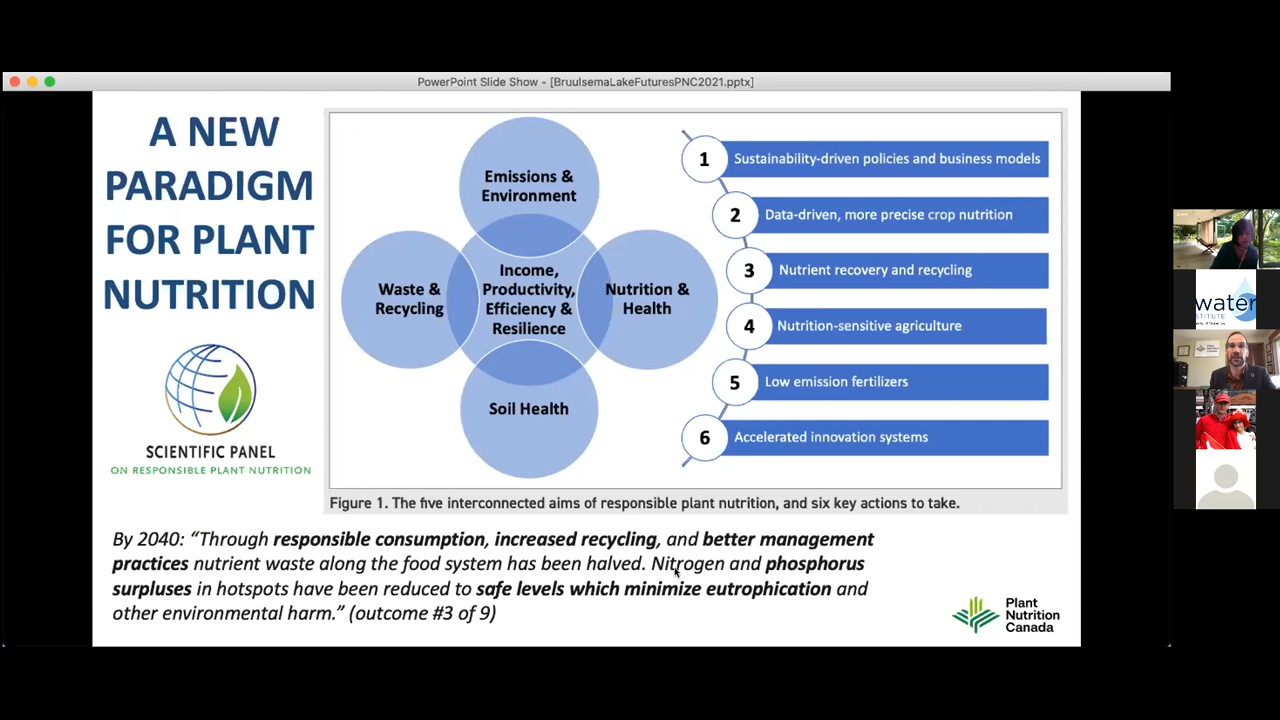 PowerPoint Slide Show - [BruulsemaLakeFuturesPNC2021.pptx]
A NEW
PARADIGM
FOR PLANT
NUTRITION
SCIENTIFIC PANEL
ON RESPONSIBLE PLANT NUTRITION
Emissions &
Environment
Waste &
Recycling
Income,
Productivity,
Efficiency &
Resilience
Nutrition &
Health
Soil Health
1 Sustainability-driven policies and business models
2 Data-driven, more precise crop nutrition
3 Nutrient recovery and recycling
4 Nutrition-sensitive agriculture
5 Low emission fertilizers
6 Accelerated innovation systems
Figure 1. The five interconnected aims of responsible plant nutrition, and six key actions to take.
By 2040: “Through responsible consumption, increased recycling, and better management
practices nutrient waste along the food system has been halved. Nitrogen and phosphorus
surpluses in hotspots have been reduced to safe levels which minimize eutrophication and
other environmental harm.” (outcome #3 of 9)
Plant
Nutrition
Canada
water
Plant
Nutrition
Canada